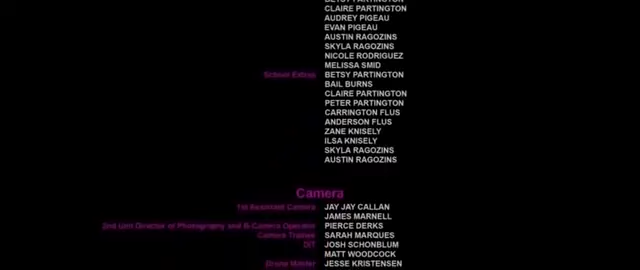 BETSY PARTINGTON
CLAIRE PARTINGTON
AUDREY PIGEAU
EVAN PIGEAU
AUSTIN RAGOZINS
SKYLA RAGOZINS
NICOLE RODRIGUEZ
MELISSA SMID
School Extras BETSY PARTINGTON
BAIL BURNS
CLAIRE PARTINGTON
PETER PARTINGTON
CARRINGTON FLUS
ANDERSON FLUS
ZANE KNISELY
ILSA KNISELY
SKYLA RAGOZINS
AUSTIN RAGOZINS
Camera
1st Assistant Camera JAY JAY CALLAN
JAMES MARNELL
2nd Unit Director of Photography and B Camera Operator PIERCE DERKS
Camera Trainee SARAH MARQUES
DIT JOSH SCHONBLUM
MATT WOODCOCK
Drone JESSE KRISTENSEN